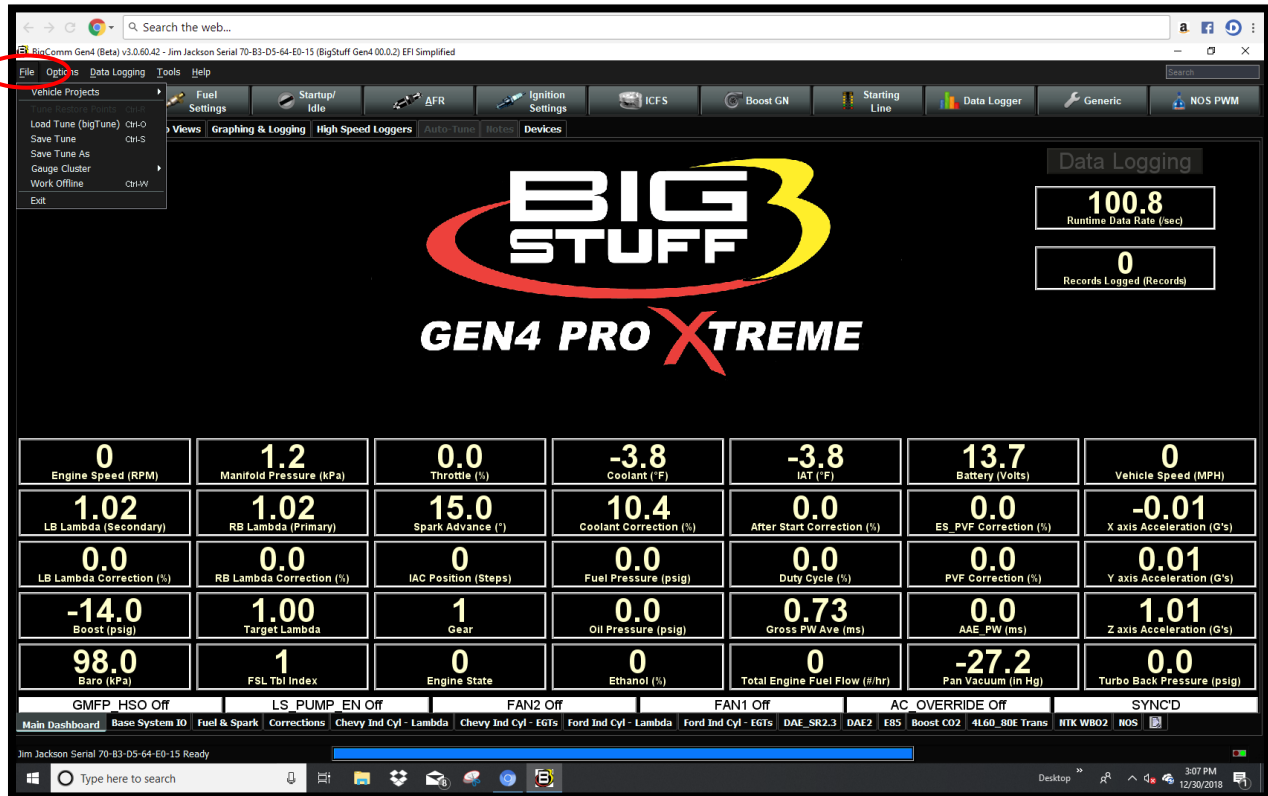 Search the web...
BigComm Gen4 (Beta) v3.0.60.42 - Jim Jackson Serial 70-B3-D5-64-E0-15 (BigStuff Gen4 00.0.2) EFI Simplified
File Options Data Logging Tools Help
Search
Vehicle Projects
Tune Restore Points Ctrl-R
Load Tune (bigTune) Ctrl-O
Save Tune Ctrl-S
Save Tune As
Gauge Cluster
Work Offline Ctrl-W
Exit
Fuel Settings
Startup/ Idle
AFR
Ignition Settings
ICFS
Boost GN
Starting Line
Data Logger
Generic
NOS PWM
Views Graphing & Logging High Speed Loggers Auto-Tune Notes Devices
Data Logging
100.8
Runtime Data Rate (/sec)
0
Records Logged (Records)
BIG
STUFF
3
GEN4 PRO XTREME
0 1.2 0.0 -3.8 -3.8 13.7 0
Engine Speed (RPM) Manifold Pressure (kPa) Throttle (%) Coolant (°F) IAT (°F) Battery (Volts) Vehicle Speed (MPH)
1.02 1.02 15.0 10.4 0.0 0.0 -0.01
LB Lambda (Secondary) RB Lambda (Primary) Spark Advance (°) Coolant Correction (%) After Start Correction (%) ES_PVF Correction (%) X axis Acceleration (G's)
0.0 0.0 0 0.0 0.0 0.0 0.01
LB Lambda Correction (%) RB Lambda Correction (%) IAC Position (Steps) Fuel Pressure (psig) Duty Cycle (%) PVF Correction (%) Y axis Acceleration (G's)
-14.0 1.00 1 0.0 0.73 0.0 1.01
Boost (psig) Target Lambda Gear Oil Pressure (psig) Gross PW Ave (ms) AAE_PW (ms) Z axis Acceleration (G's)
98.0 1 0 0 0 -27.2 0.0
Baro (kPa) FSL Tbl Index Engine State Ethanol (%) Total Engine Fuel Flow (#/hr) Pan Vacuum (in Hg) Turbo Back Pressure (psig)
GMFP_HSO Off LS_PUMP_EN Off FAN2 Off FAN1 Off AC_OVERRIDE Off SYNC'D
Main Dashboard Base System IO Fuel & Spark Corrections Chevy Ind Cyl - Lambda Chevy Ind Cyl - EGTs Ford Ind Cyl - Lambda Ford Ind Cyl - EGTs DAE_SR2.3 DAE2 E85 Boost CO2 4L60_80E Trans NTK WBO2 NOS
Jim Jackson Serial 70-B3-D5-64-E0-15 Ready
Type here to search
Desktop
3:07 PM
12/30/2018